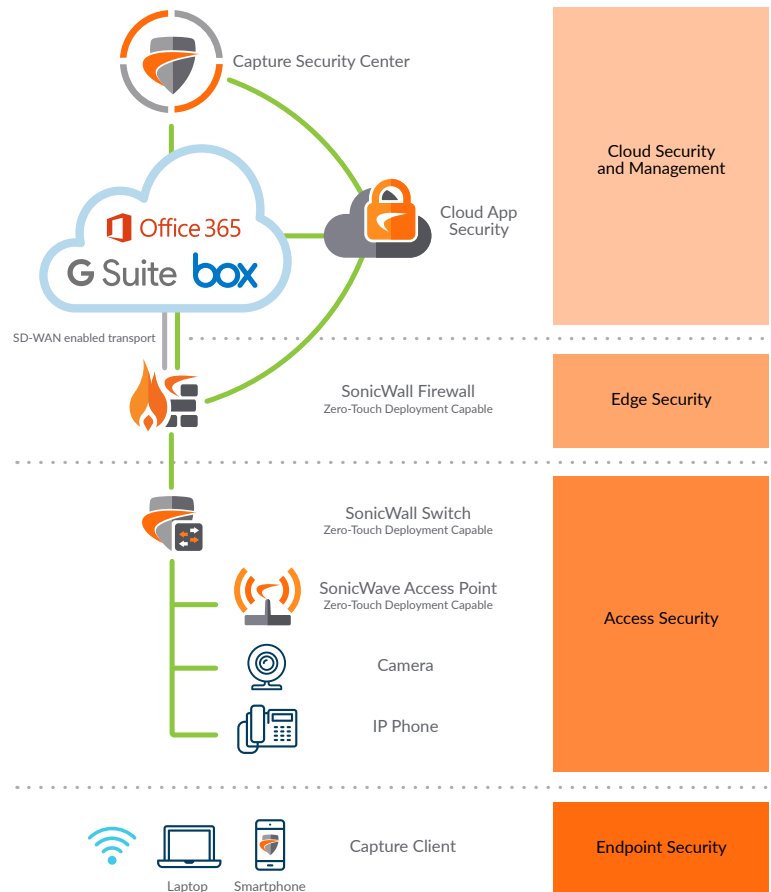 Capture Security Center
Cloud Security
and Management
Office 365
G Suite box
Cloud App
Security
SD-WAN enabled transport
SonicWall Firewall
Zero-Touch Deployment Capable
Edge Security
SonicWall Switch
Zero-Touch Deployment Capable
SonicWave Access Point
Zero-Touch Deployment Capable
Access Security
Camera
IP Phone
Capture Client
Endpoint Security
Laptop
Smartphone